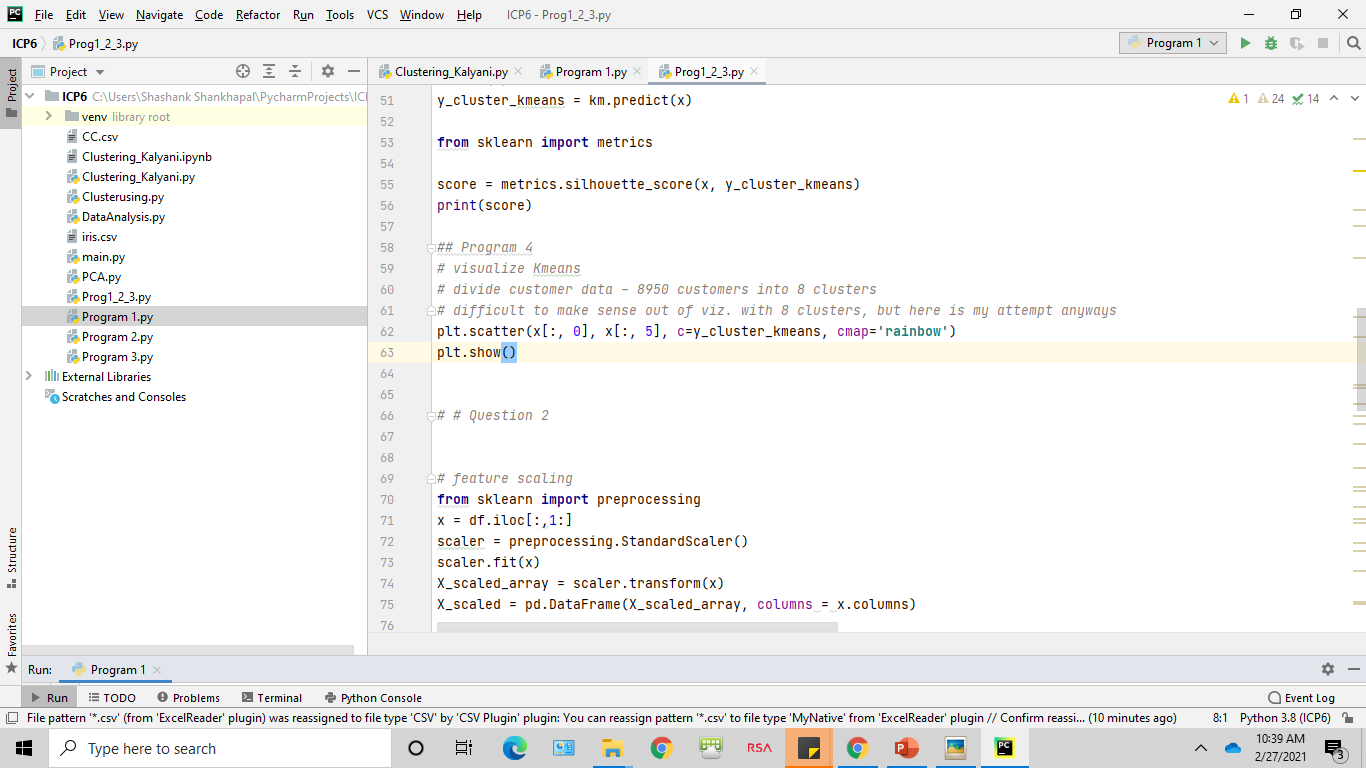 PC File Edit View Navigate Code Refactor Run Tools VCS Window Help ICP6 - Prog1_2_3.py
ICP6 Prog1_2_3.py Program 1
Project
Project
Clustering_Kalyani.py Program 1.py Prog1_2_3.py
ICP6 C:\Users\Shashank Shankhapal\PycharmProjects\ICI
venv library root
CC.csv
Clustering_Kalyani.ipynb
Clustering_Kalyani.py
Clusterusing.py
DataAnalysis.py
iris.csv
main.py
PCA.py
Prog1_2_3.py
Program 1.py
Program 2.py
Program 3.py
External Libraries
Scratches and Consoles
Structure
Favorites
1 24 14
51 y_cluster_kmeans = km.predict(x)
52
53 from sklearn import metrics
54
55 score = metrics.silhouette_score(x, y_cluster_kmeans)
56 print(score)
57
58 ## Program 4
59 # visualize Kmeans
60 # divide customer data – 8950 customers into 8 clusters
61 # difficult to make sense out of viz. with 8 clusters, but here is my attempt anyways
62 plt.scatter(x[:, 0], x[:, 5], c=y_cluster_kmeans, cmap='rainbow')
63 plt.show()
64
65
66 # # Question 2
67
68
69 # feature scaling
70 from sklearn import preprocessing
71 x = df.iloc[:,1:]
72 scaler = preprocessing.StandardScaler()
73 scaler.fit(x)
74 X_scaled_array = scaler.transform(x)
75 X_scaled = pd.DataFrame(X_scaled_array, columns = x.columns)
76
Run: Program 1
Run TODO Problems Terminal Python Console Event Log
File pattern '*.csv' (from 'ExcelReader' plugin) was reassigned to file type 'CSV' by 'CSV Plugin' plugin: You can reassign pattern '*.csv' to file type 'MyNative' from 'ExcelReader' plugin // Confirm reassi... (10 minutes ago) 8:1 Python 3.8 (ICP6)
Type here to search
RSA
P
PC
10:39 AM
2/27/2021
3